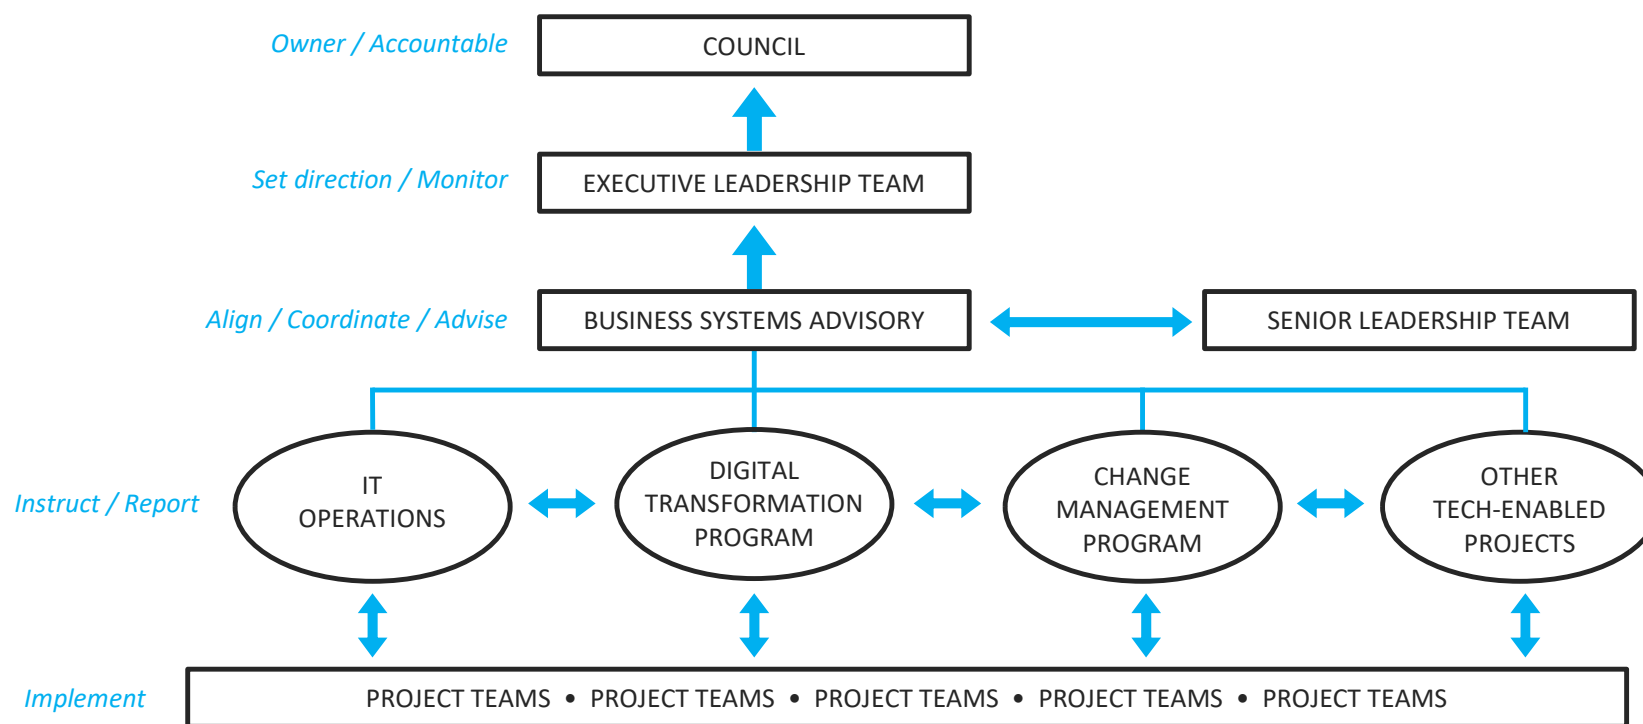 Owner / Accountable
COUNCIL
Set direction / Monitor
EXECUTIVE LEADERSHIP TEAM
Align / Coordinate / Advise
BUSINESS SYSTEMS ADVISORY
SENIOR LEADERSHIP TEAM
Instruct / Report
IT
OPERATIONS
DIGITAL
TRANSFORMATION
PROGRAM
CHANGE
MANAGEMENT
PROGRAM
OTHER
TECH-ENABLED
PROJECTS
Implement
PROJECT TEAMS • PROJECT TEAMS • PROJECT TEAMS • PROJECT TEAMS • PROJECT TEAMS